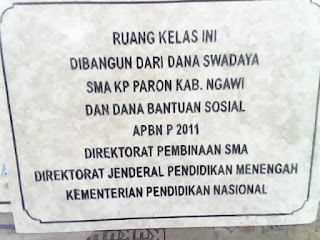 RUANG KELAS INI
DIBANGUN DARI DANA SWADAYA
SMA KP PARON KAB. NGAWI
DAN DANA BANTUAN SOSIAL
APBN P 2011
DIREKTORAT PEMBINAAN SMA
DIREKTORAT JENDERAL PENDIDIKAN MENENGAH
KEMENTERIAN PENDIDIKAN NASIONAL